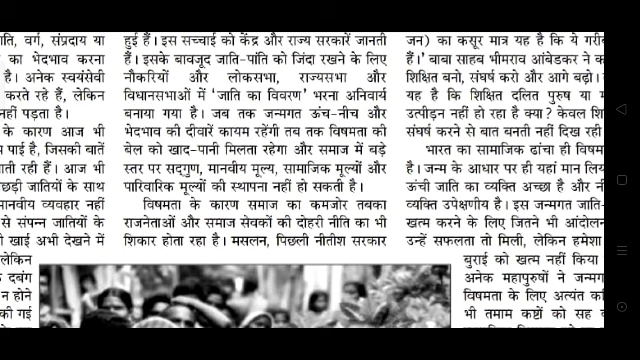 ाति, वर्ग, संप्रदाय या
का भेदभाव करना
है। अनेक स्वयंसेवी
करते रहे हैं, लेकिन
नहीं पड़ता है।
के कारण आज भी
पाई है, जिसकी बातें
ाती रही हैं। आज भी
छड़ी जातियों के साथ
मानवीय व्यवहार नहीं
से संपन्न जातियों के
खाई अभी देखने में
लेकिन
दबंग
न होने
की गई
हुई हैं। इस सच्चाई को केंद्र और राज्य सरकारें जानती
हैं। इसके बावजूद जाति-पांति को जिंदा रखने के लिए
नौकरियों और लोकसभा, राज्यसभा और
विधानसभाओं में ‘जाति का विवरण’ भरना अनिवार्य
बनाया गया है। जब तक जन्मगत ऊंच-नीच और
भेदभाव की दीवारें कायम रहेंगी तब तक विषमता की
बेल को खाद-पानी मिलता रहेगा और समाज में बड़े
स्तर पर सद्‌गुण, मानवीय मूल्य, सामाजिक मूल्यों और
पारिवारिक मूल्यों की स्थापना नहीं हो सकती है।
विषमता के कारण समाज का कमजोर तबका
राजनेताओं और समाज सेवकों की दोहरी नीति का भी
शिकार होता रहा है। मसलन, पिछली नीतीश सरकार
जन) का कसूर मात्र यह है कि ये गरी
हैं।’ बाबा साहब भीमराव आंबेडकर ने क
शिक्षित बनो, संघर्ष करो और आगे बढ़ो।
यह है कि शिक्षित दलित पुरुष या म
उत्पीड़न नहीं हो रहा है क्या? केवल शि
संघर्ष करने से बात बनती नहीं दिख रही
भारत का सामाजिक ढांचा ही विषम
है। जन्म के आधार पर ही यहां मान लिय
ऊंची जाति का व्यक्ति अच्छा है और नी
व्यक्ति उपेक्षणीय है। इस जन्मगत जाति-
खत्म करने के लिए जितने भी आंदोलन
उन्हें सफलता तो मिली, लेकिन हमेशा
बुराई को खत्म नहीं किया
अनेक महापुरुषों ने जन्मग
विषमता के लिए अत्यंत क
भी तमाम कष्टों को सह क